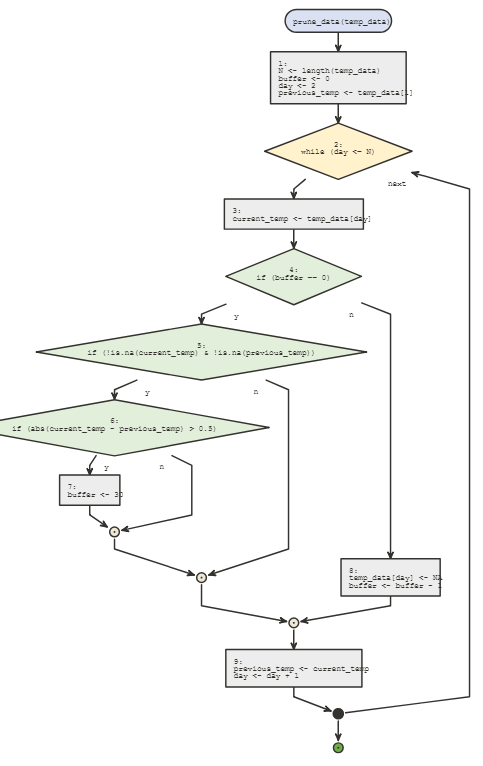 prune_data(temp_data)
1:
N <- length(temp_data)
buffer <- 0
day <- 2
previous_temp <- temp_data[1]
2:
while (day <- N)
next
3:
current_temp <- temp_data[day]
4:
if (buffer == 0)
y
n
5:
if (!is.na(current_temp) & !is.na(previous_temp))
y
n
6:
if (abs(current_temp - previous_temp) > 0.5)
y
n
7:
buffer <- 30
8:
temp_data[day] <- NA
buffer <- buffer - 1
9:
previous_temp <- current_temp
day <- day + 1